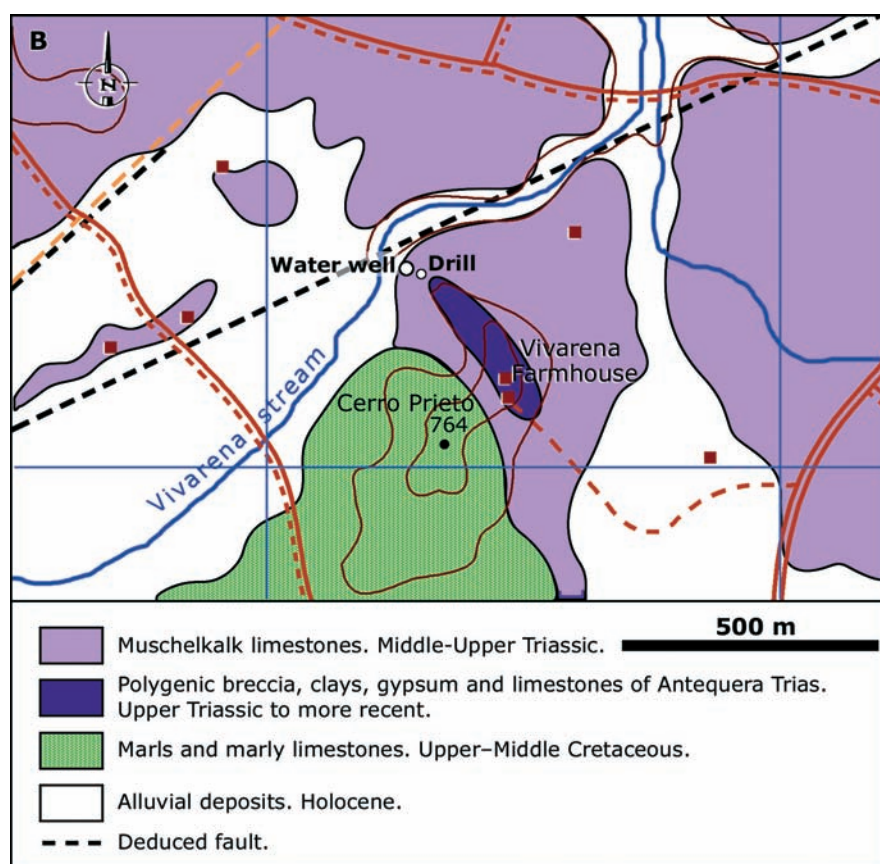 B
N
Water well
Drill
Vivarena
Farmhouse
Cerro Prieto
764
Vivarena stream
500 m
Muschelkalk limestones. Middle-Upper Triassic.
Polygenic breccia, clays, gypsum and limestones of Antequera Trias.
Upper Triassic to more recent.
Marls and marly limestones. Upper–Middle Cretaceous.
Alluvial deposits. Holocene.
Deduced fault.